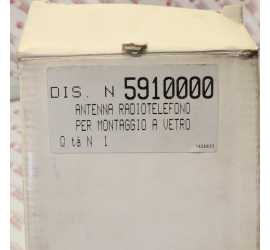 DIS. N 5910000
ANTENNA RADIOTELEFONO
PER MONTAGGIO A VETRO
Q tà N 1